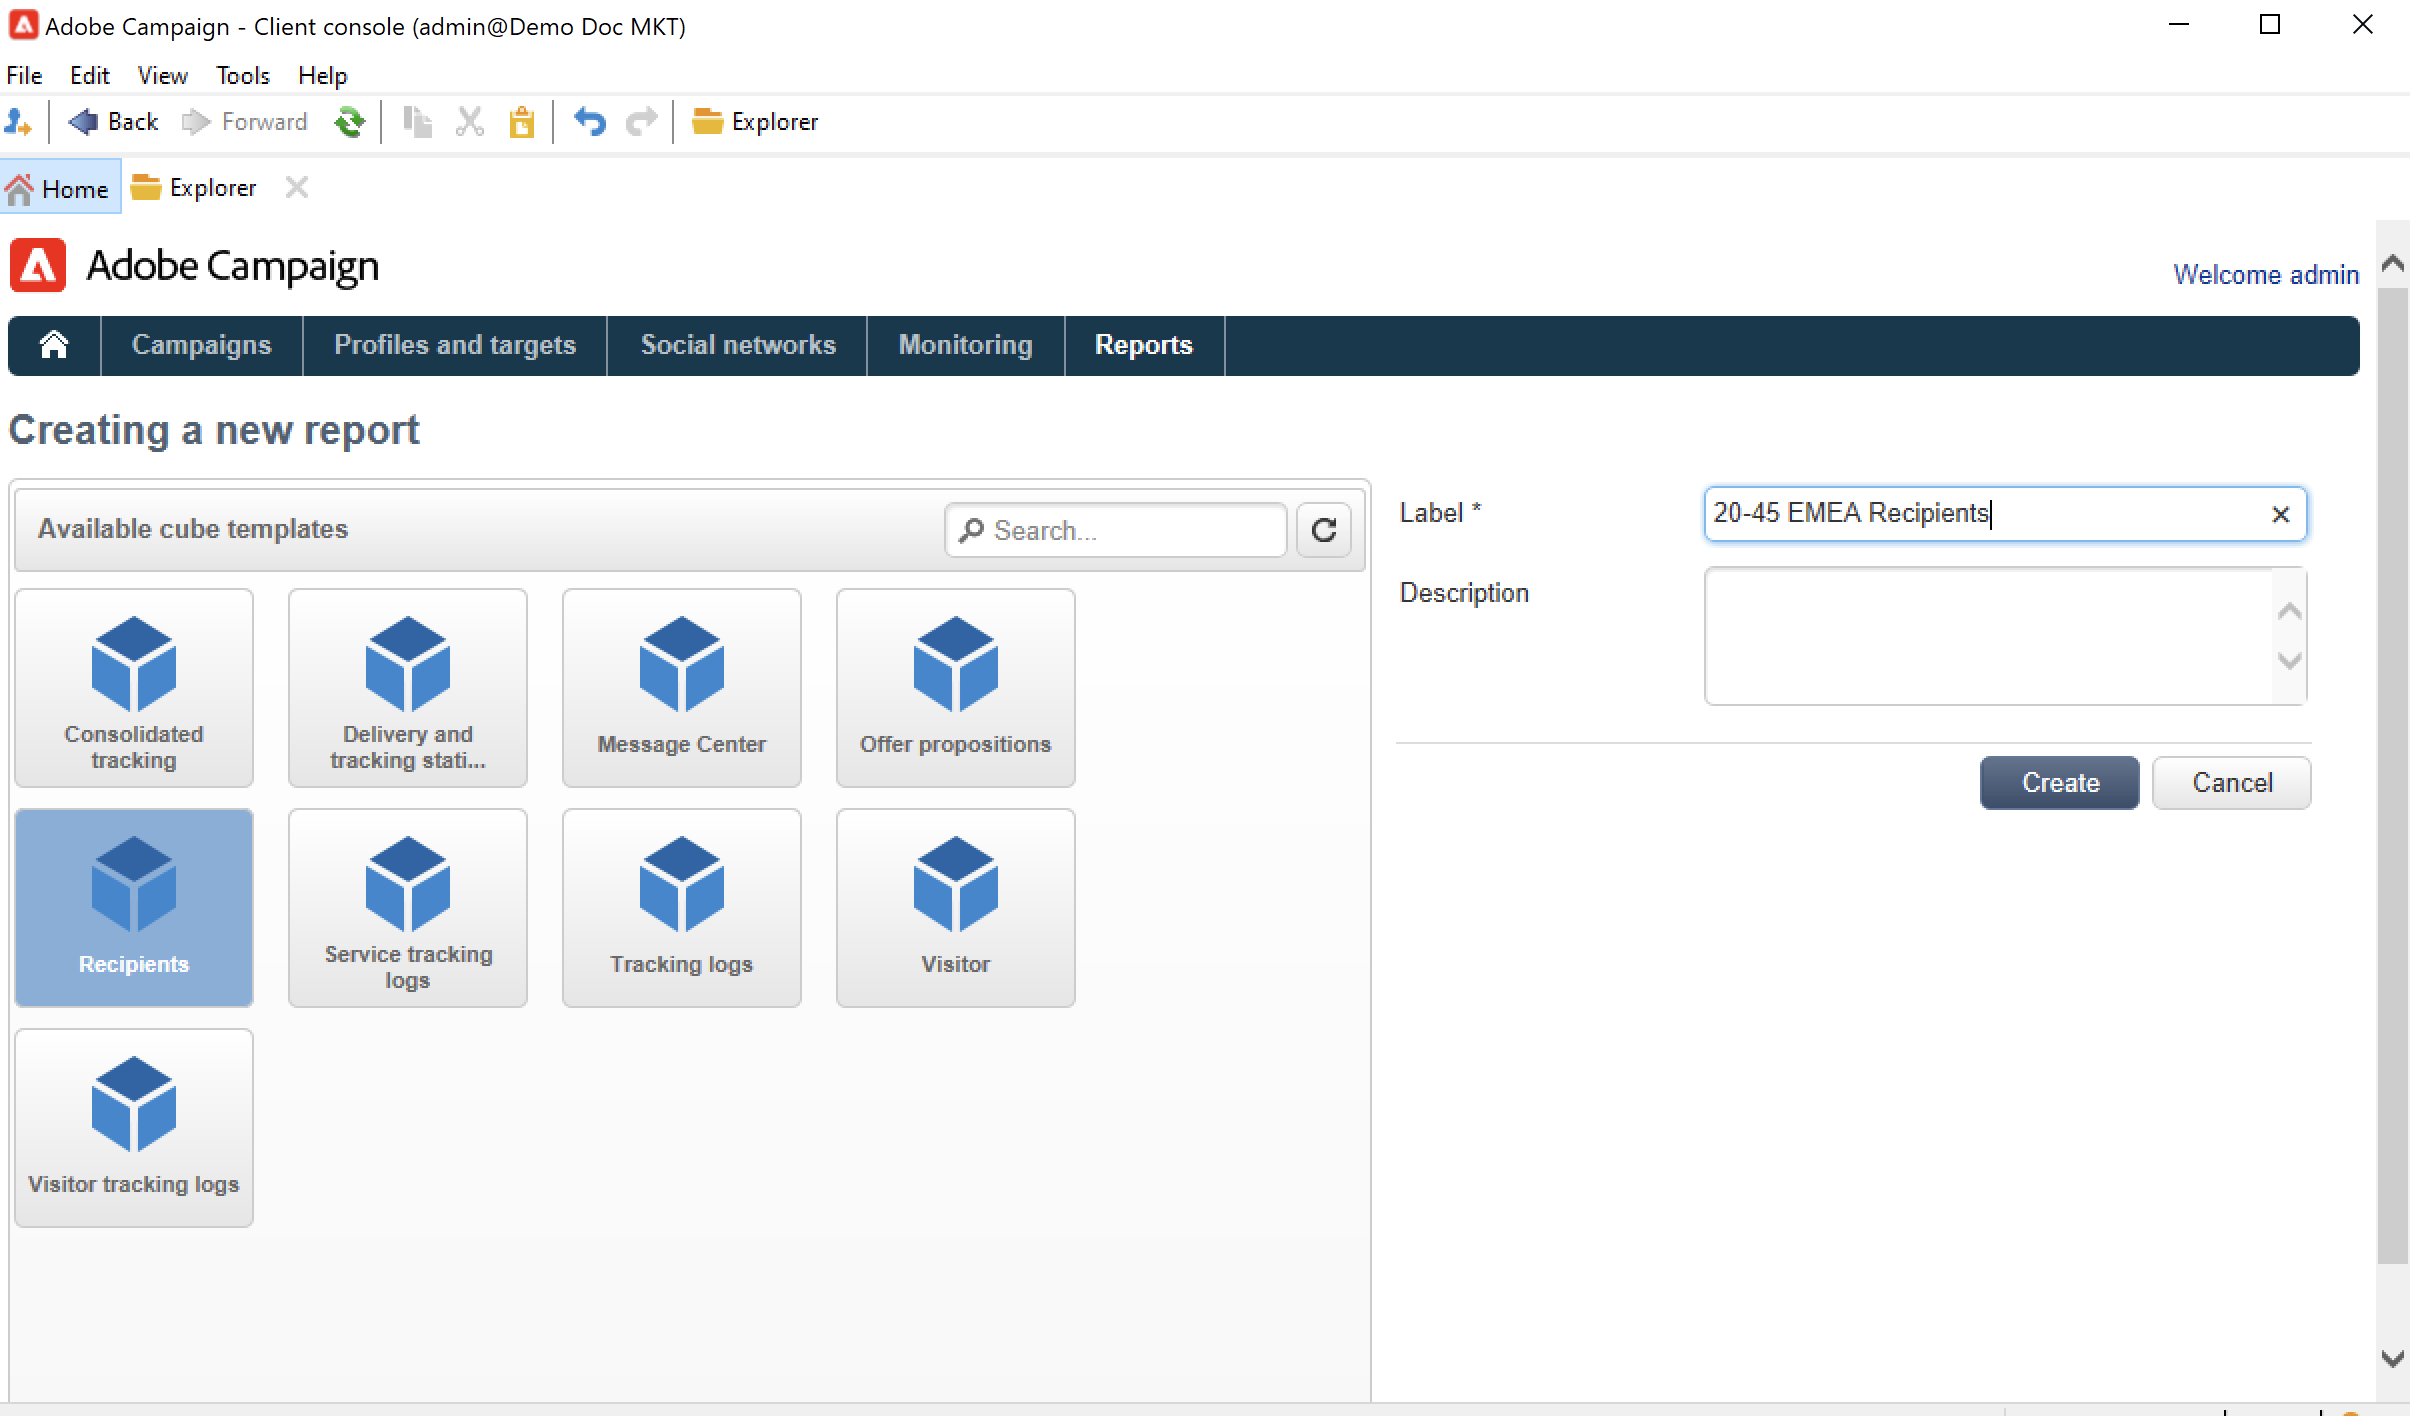 Adobe Campaign - Client console (admin@Demo Doc MKT)
File Edit View Tools Help
Back Forward Explorer
Home Explorer
Adobe Campaign
Welcome admin
Campaigns Profiles and targets Social networks Monitoring Reports
Creating a new report
Available cube templates Search...
Label * 20-45 EMEA Recipients
Description
Consolidated
tracking
Delivery and
tracking stati...
Message Center
Offer propositions
Create Cancel
Recipients
Service tracking
logs
Tracking logs
Visitor
Visitor tracking logs